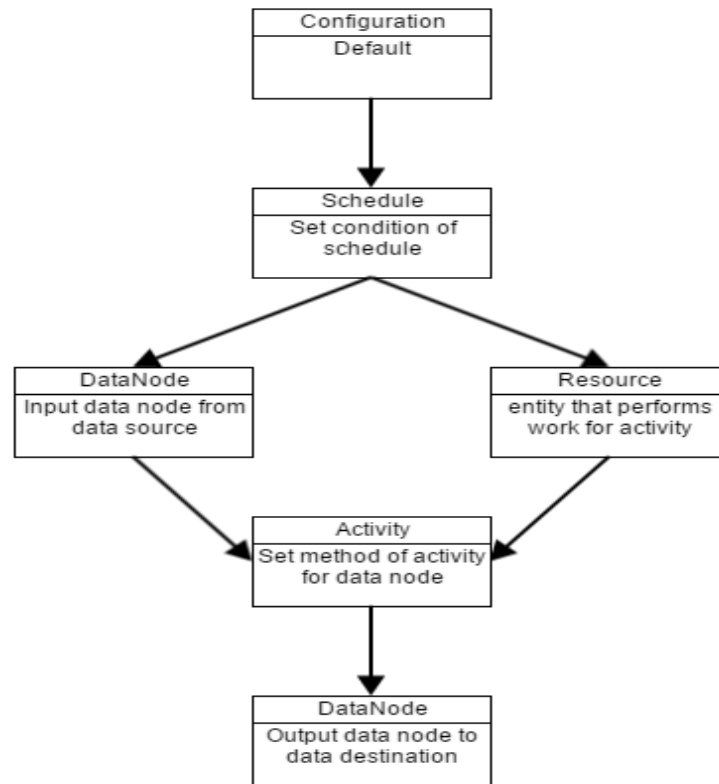 Configuration
Default
Schedule
Set condition of
schedule
DataNode
Input data node from
data source
Resource
entity that performs
work for activity
Activity
Set method of activity
for data node
DataNode
Output data node to
data destination